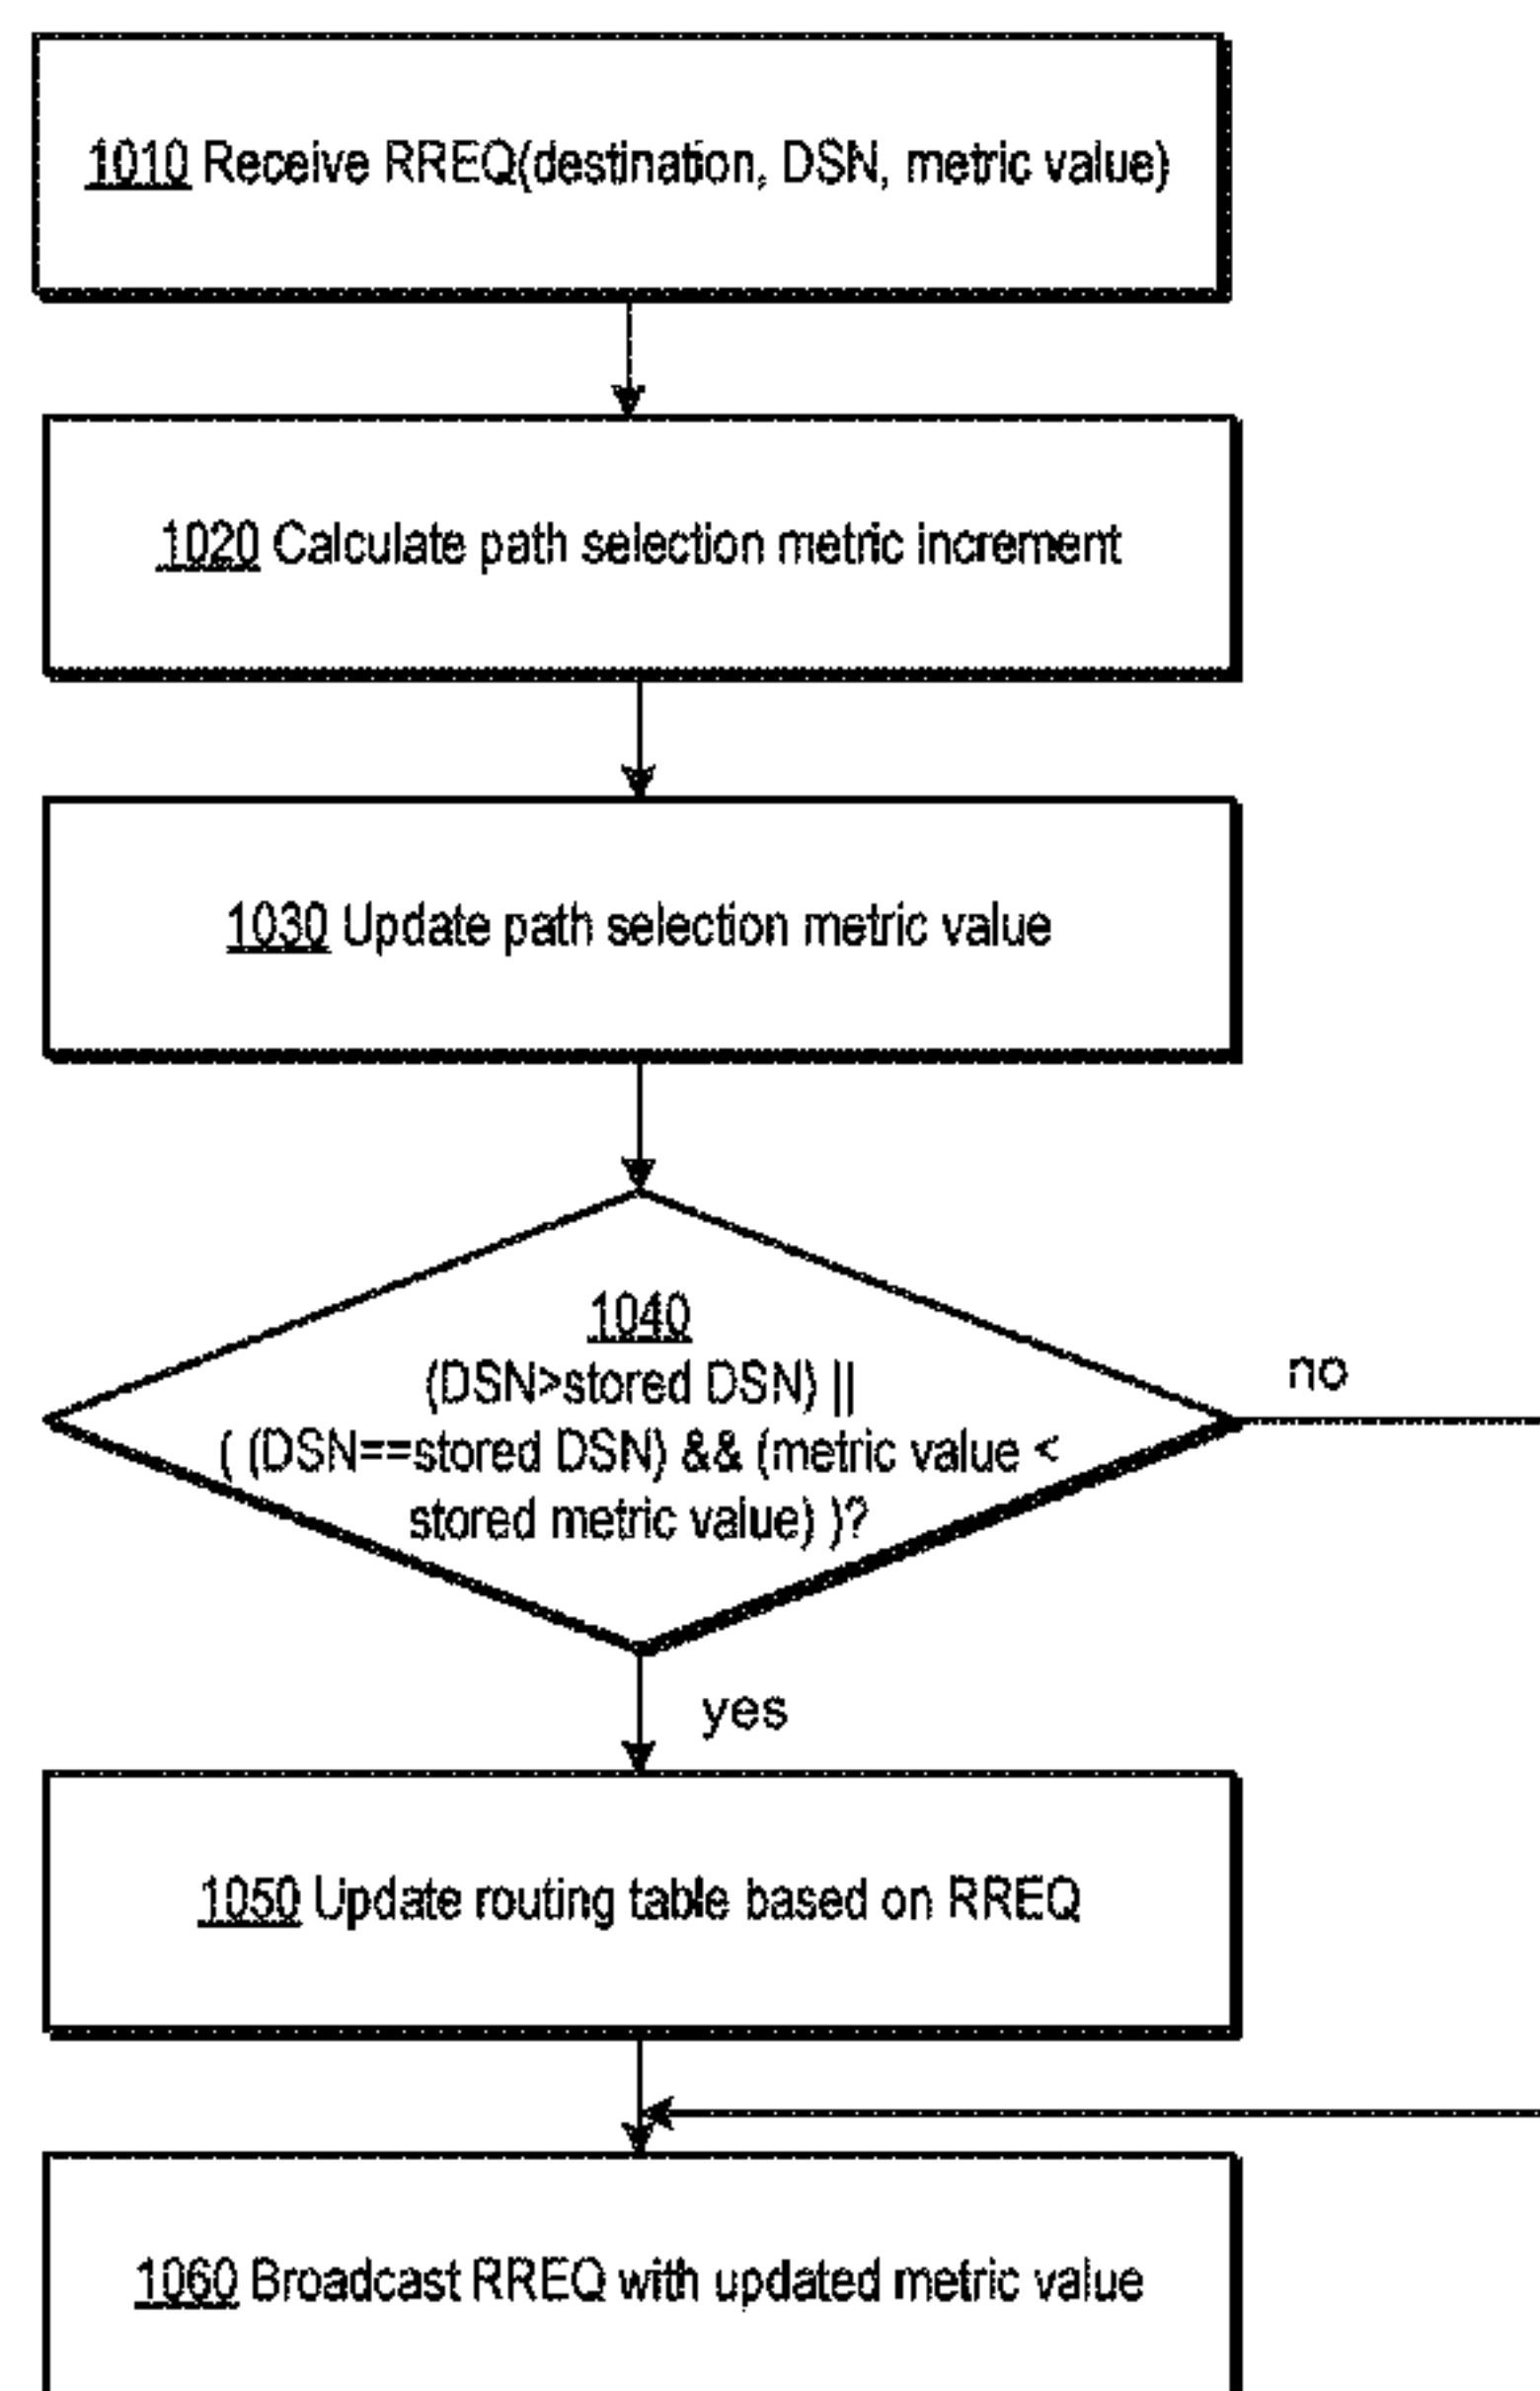 1010 Receive RREQ(destination, DSN, metric value)
1020 Calculate path selection metric increment
1030 Update path selection metric value
1040
(DSN>stored DSN) ||
( (DSN==stored DSN) && (metric value <
stored metric value) )?
no
yes
1050 Update routing table based on RREQ
1060 Broadcast RREQ with updated metric value